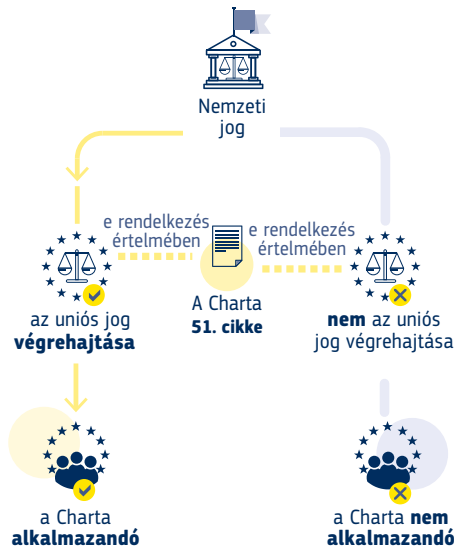 Nemzeti
jog
e rendelkezés
értelmében
e rendelkezés
értelmében
az uniós jog
végrehajtása
A Charta
51. cikke
nem az uniós
jog végrehajtása
a Charta
alkalmazandó
a Charta nem
alkalmazandó